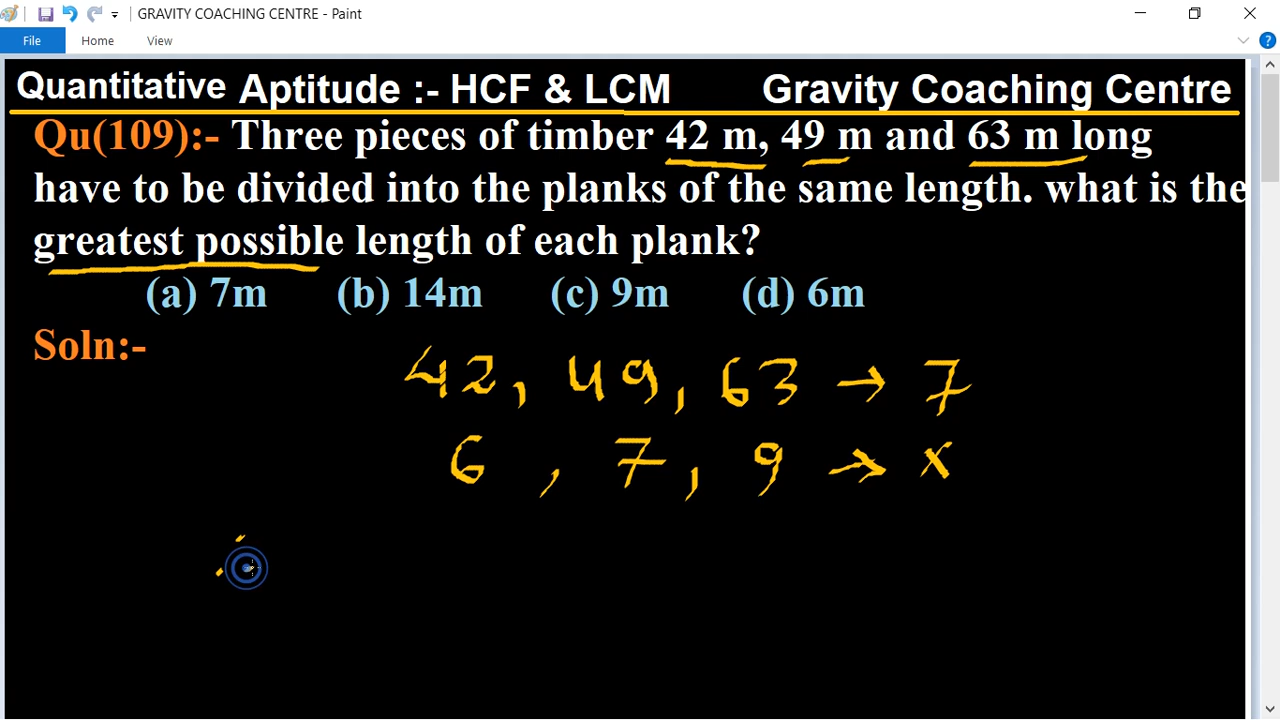 GRAVITY COACHING CENTRE - Paint
File Home View
Quantitative Aptitude :- HCF & LCM Gravity Coaching Centre
Qu(109):- Three pieces of timber 42 m, 49 m and 63 m long
have to be divided into the planks of the same length. what is the
greatest possible length of each plank?
(a) 7m (b) 14m (c) 9m (d) 6m
Soln:-
42, 49, 63 → 7
6, 7, 9 → x